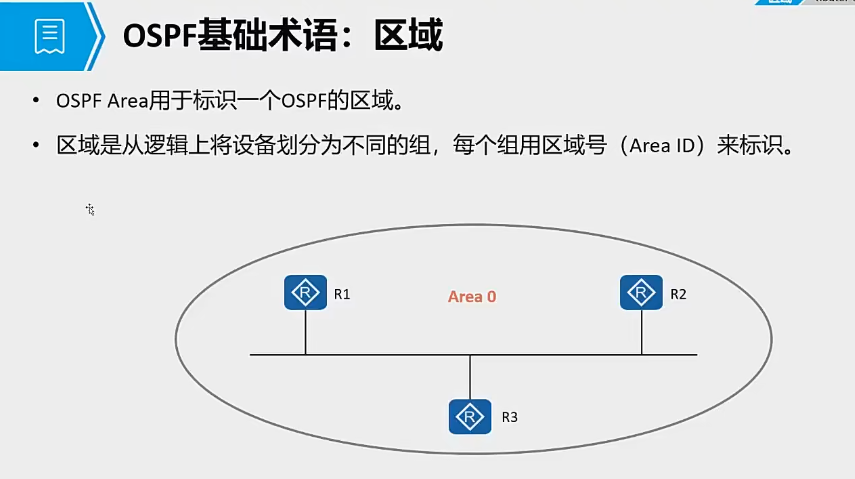 OSPF基础术语：区域
• OSPF Area用于标识一个OSPF的区域。
• 区域是从逻辑上将设备划分为不同的组，每个组用区域号（Area ID）来标识。
R1
Area 0
R2
R3